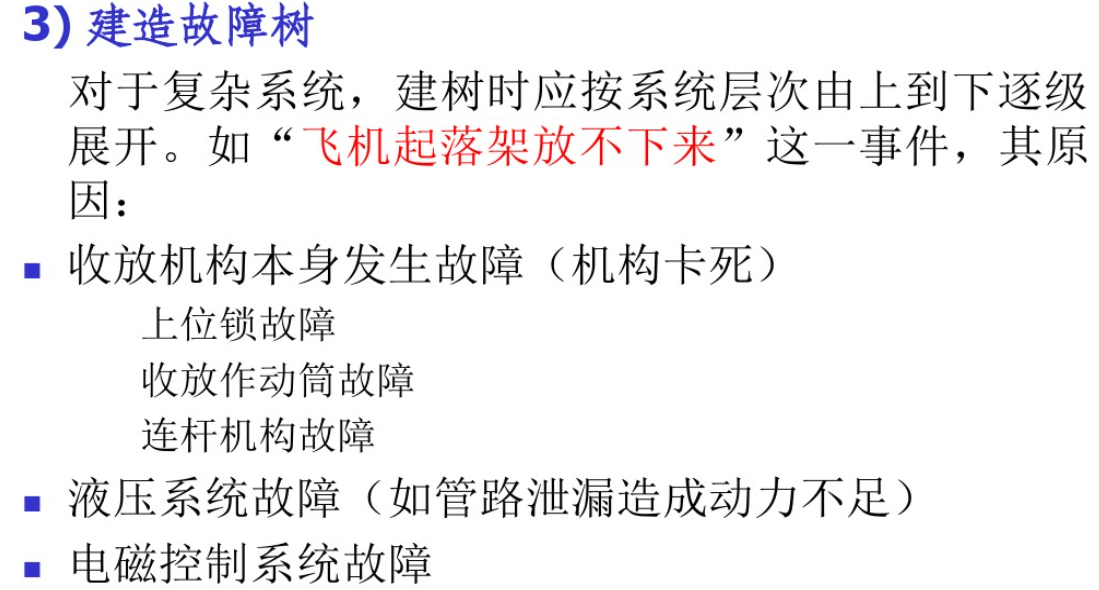 3) 建造故障树
对于复杂系统，建树时应按系统层次由上到下逐级
展开。如“飞机起落架放不下来”这一事件，其原
因：
▪ 收放机构本身发生故障（机构卡死）
上位锁故障
收放作动筒故障
连杆机构故障
▪ 液压系统故障（如管路泄漏造成动力不足）
▪ 电磁控制系统故障